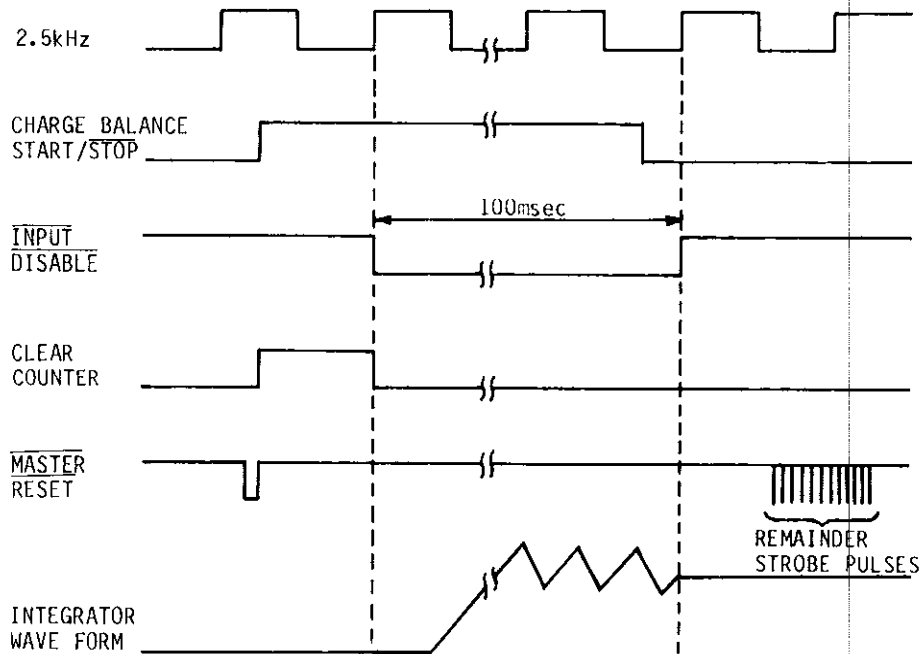 2.5kHz
CHARGE BALANCE
START/STOP
100msec
INPUT
DISABLE
CLEAR
COUNTER
MASTER
RESET
REMAINDER
STROBE PULSES
INTEGRATOR
WAVE FORM